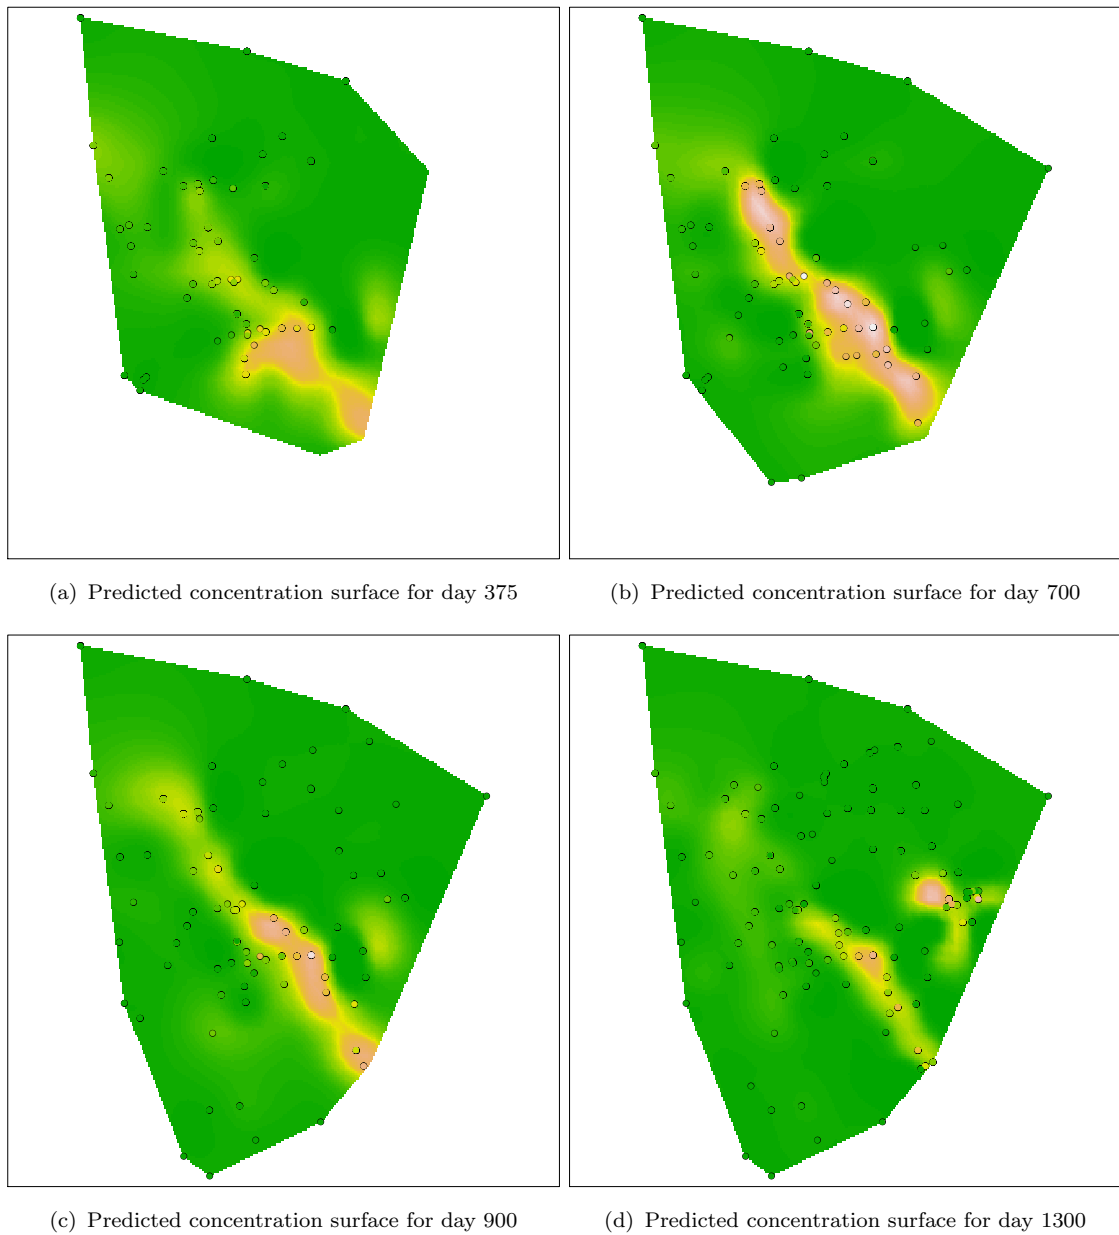 (a) Predicted concentration surface for day 375
(b) Predicted concentration surface for day 700
(c) Predicted concentration surface for day 900
(d) Predicted concentration surface for day 1300